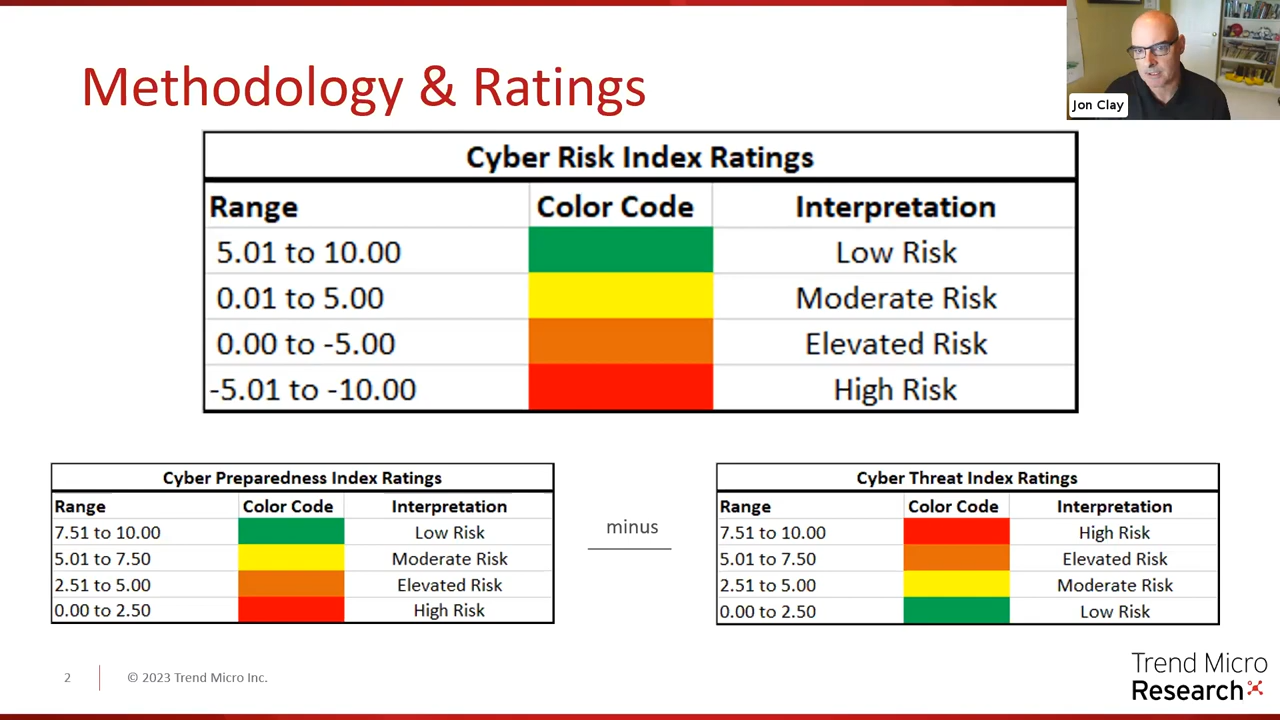 Methodology & Ratings
Jon Clay
Cyber Risk Index Ratings
Range Color Code Interpretation
5.01 to 10.00 Low Risk
0.01 to 5.00 Moderate Risk
0.00 to -5.00 Elevated Risk
-5.01 to -10.00 High Risk
Cyber Preparedness Index Ratings
Range Color Code Interpretation
7.51 to 10.00 Low Risk
5.01 to 7.50 Moderate Risk
2.51 to 5.00 Elevated Risk
0.00 to 2.50 High Risk
minus
Cyber Threat Index Ratings
Range Color Code Interpretation
7.51 to 10.00 High Risk
5.01 to 7.50 Elevated Risk
2.51 to 5.00 Moderate Risk
0.00 to 2.50 Low Risk
2 © 2023 Trend Micro Inc.
Trend Micro
Research